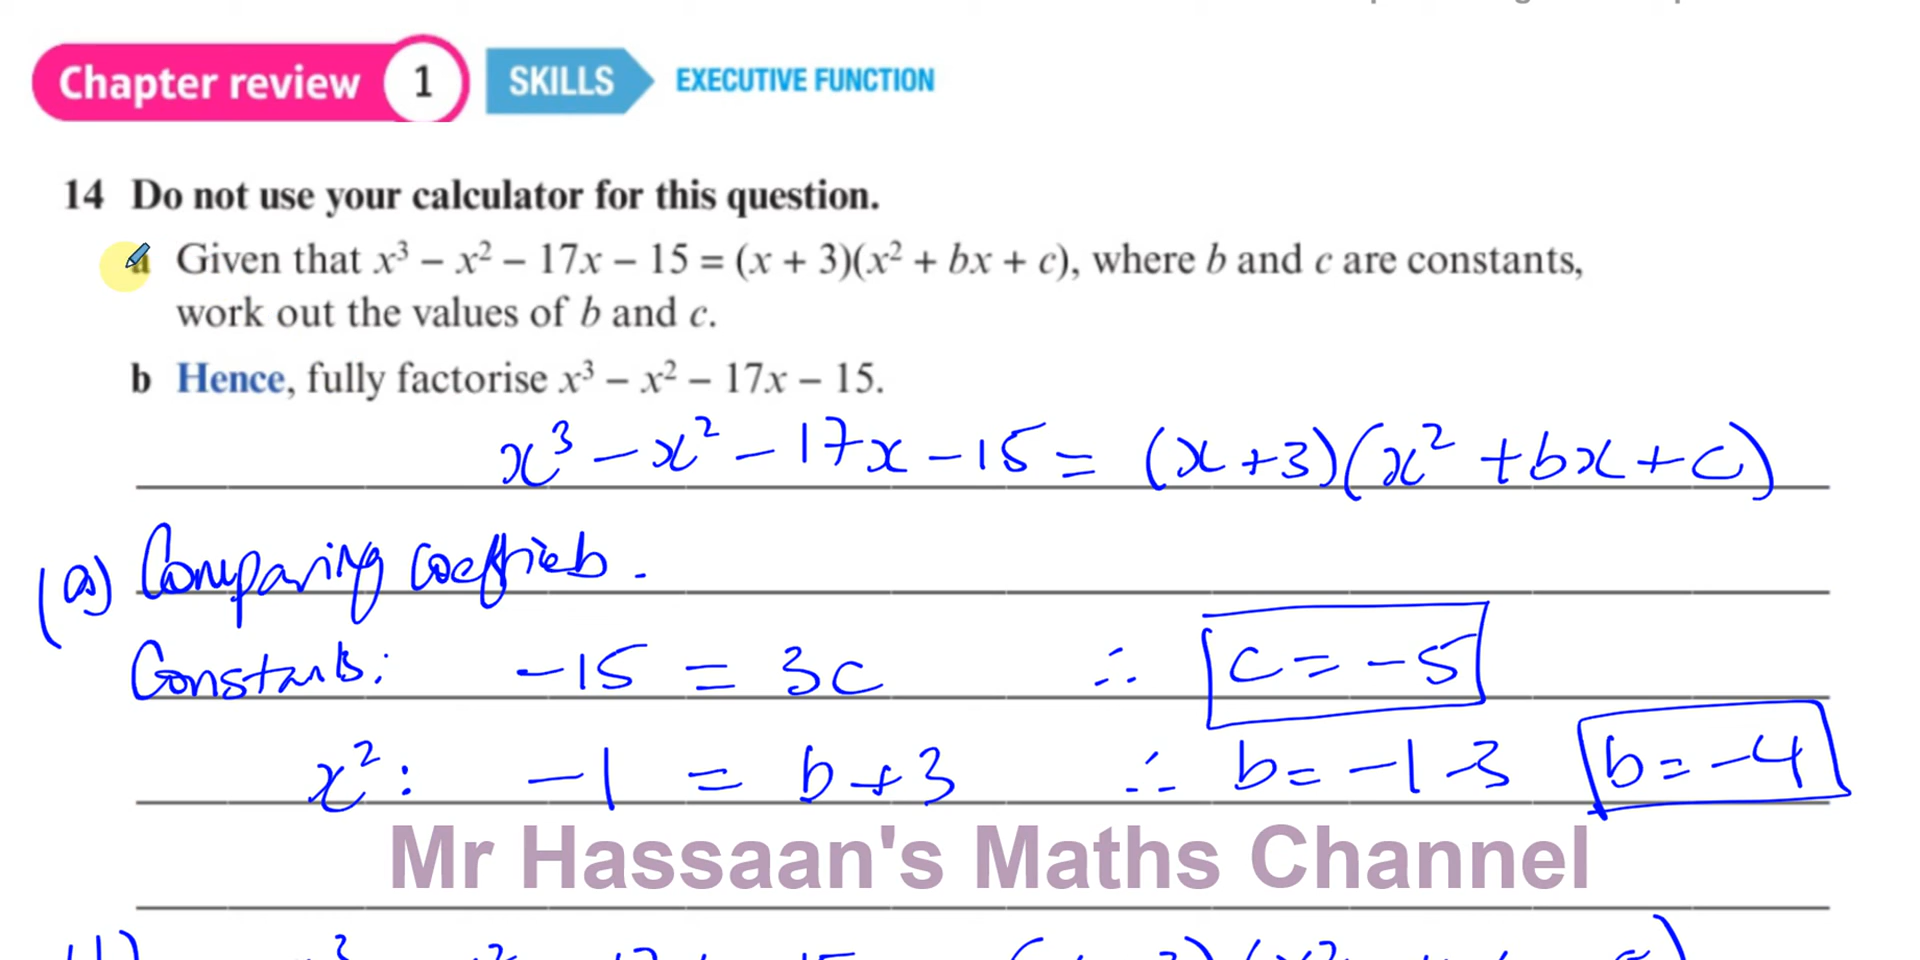 Chapter review 1 SKILLS EXECUTIVE FUNCTION
14 Do not use your calculator for this question.
a Given that x³ – x² – 17x – 15 = (x + 3)(x² + bx + c), where b and c are constants,
work out the values of b and c.
b Hence, fully factorise x³ – x² – 17x – 15.
x³ – x² – 17x – 15 = (x+3)(x² + bx + c)
(a) Comparing
Constants: –15 = 3c ∴ c = –5
x²: –1 = b + 3 ∴ b = –1 –3 b = –4
Mr Hassaan's Maths Channel